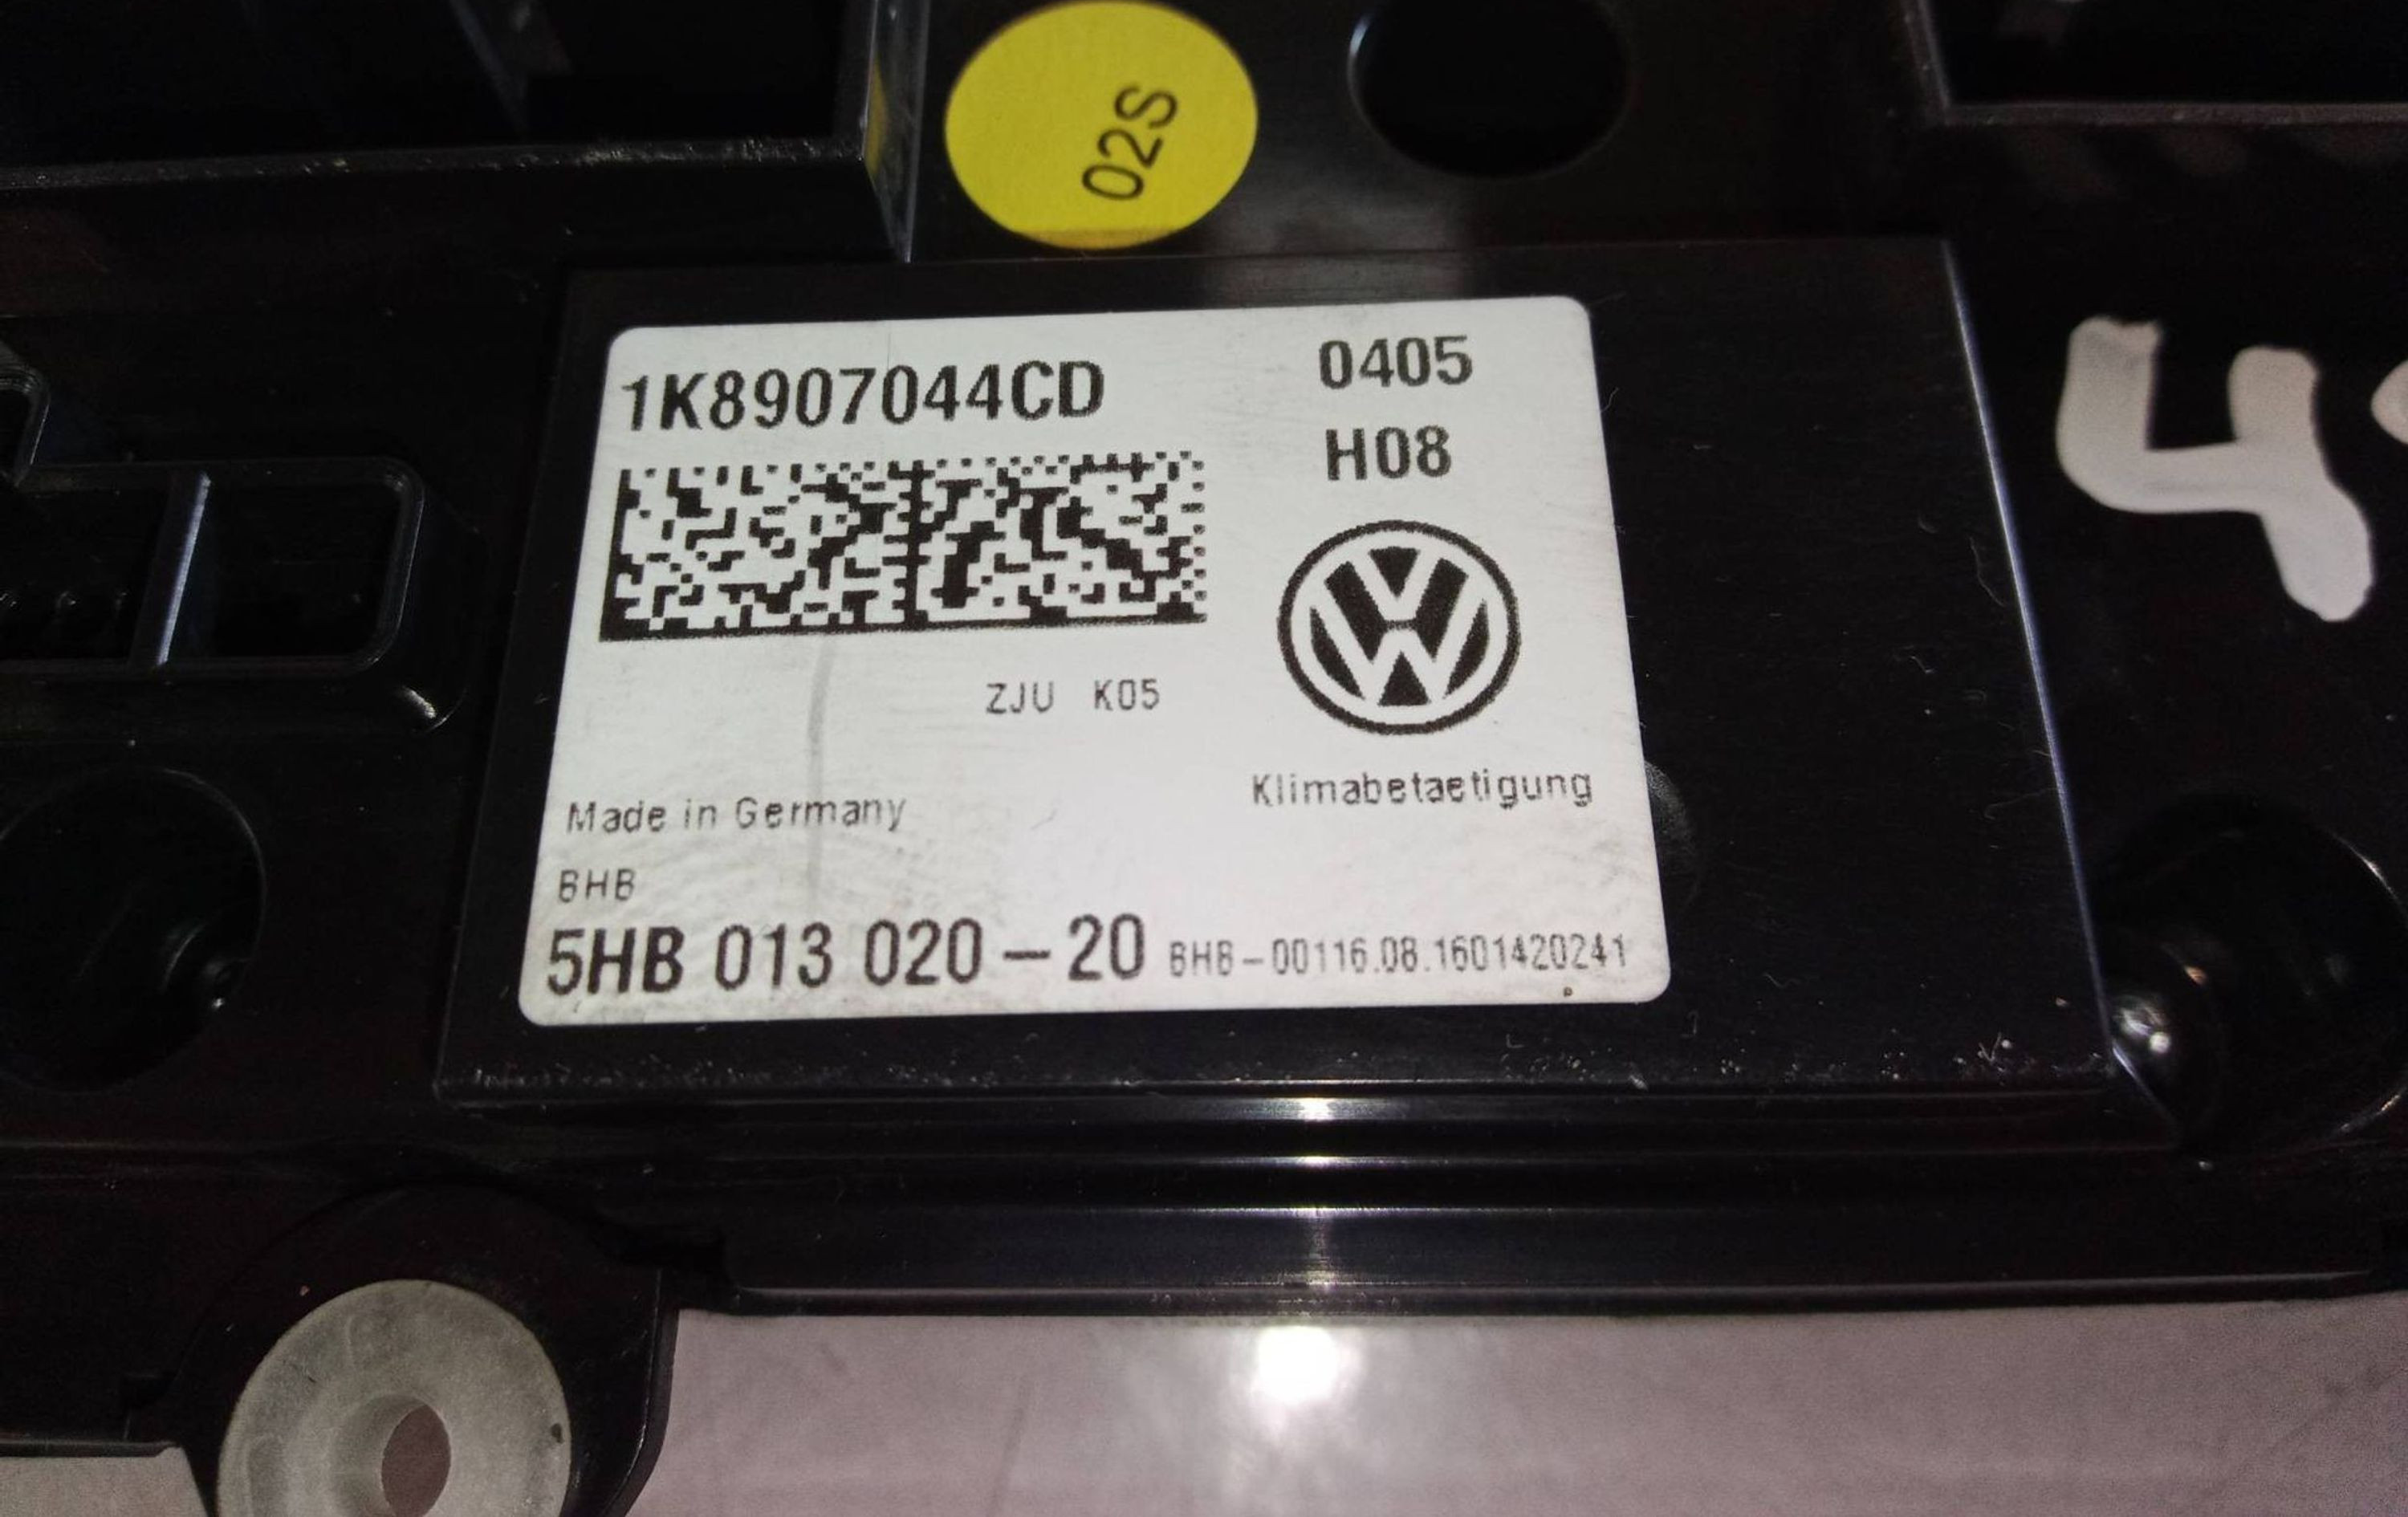 02S
1K8907044CD
0405
H08
ZJU K05
Klimabetaetigung
Made in Germany
BHB
5HB 013 020-20 BHB-00116.08.1601420241
4